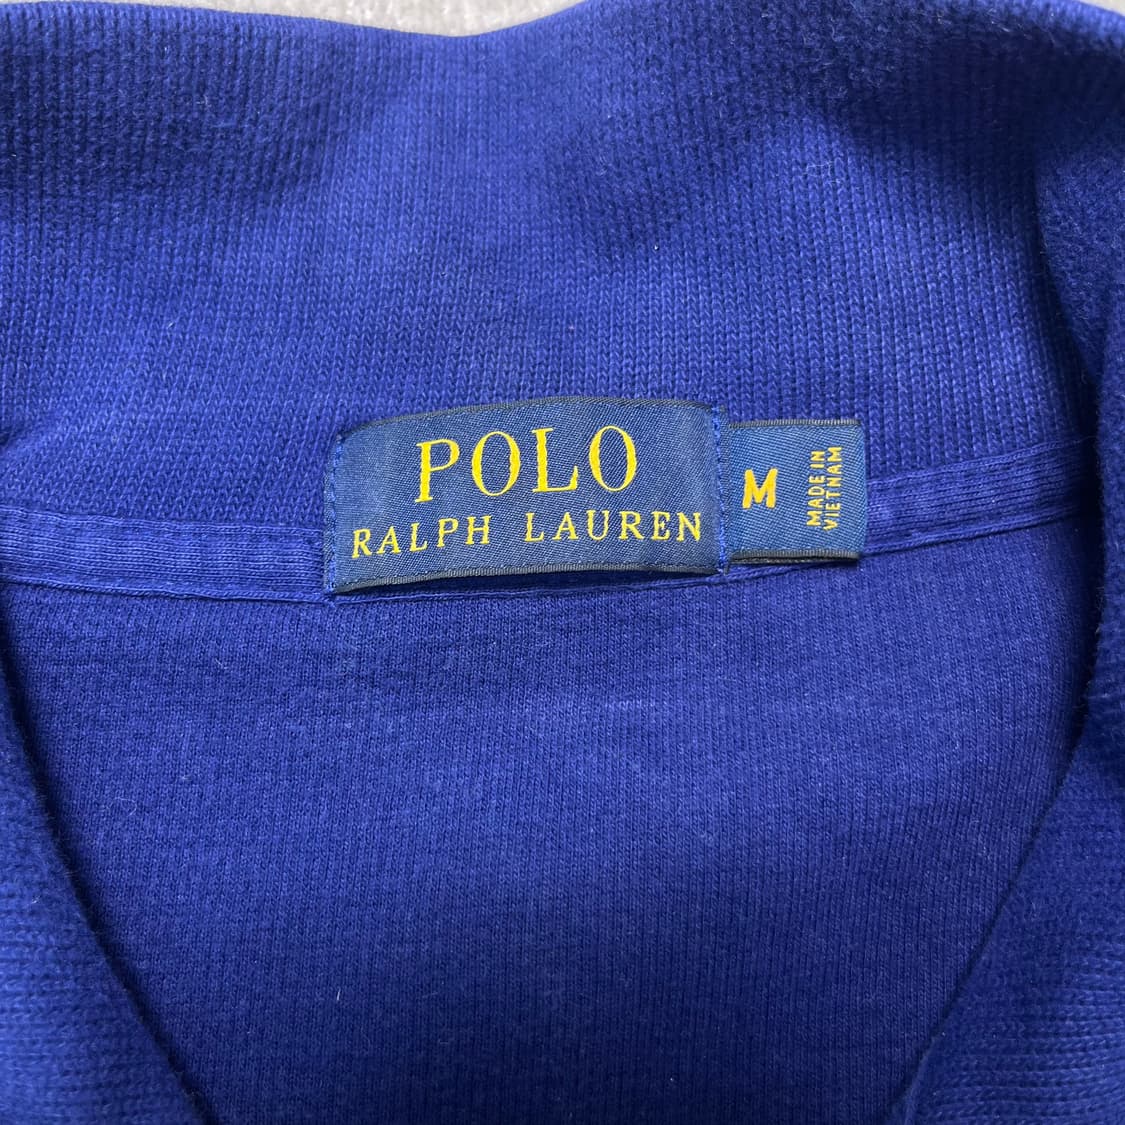 POLO
RALPH LAUREN
M
MADE IN
VIETNAM